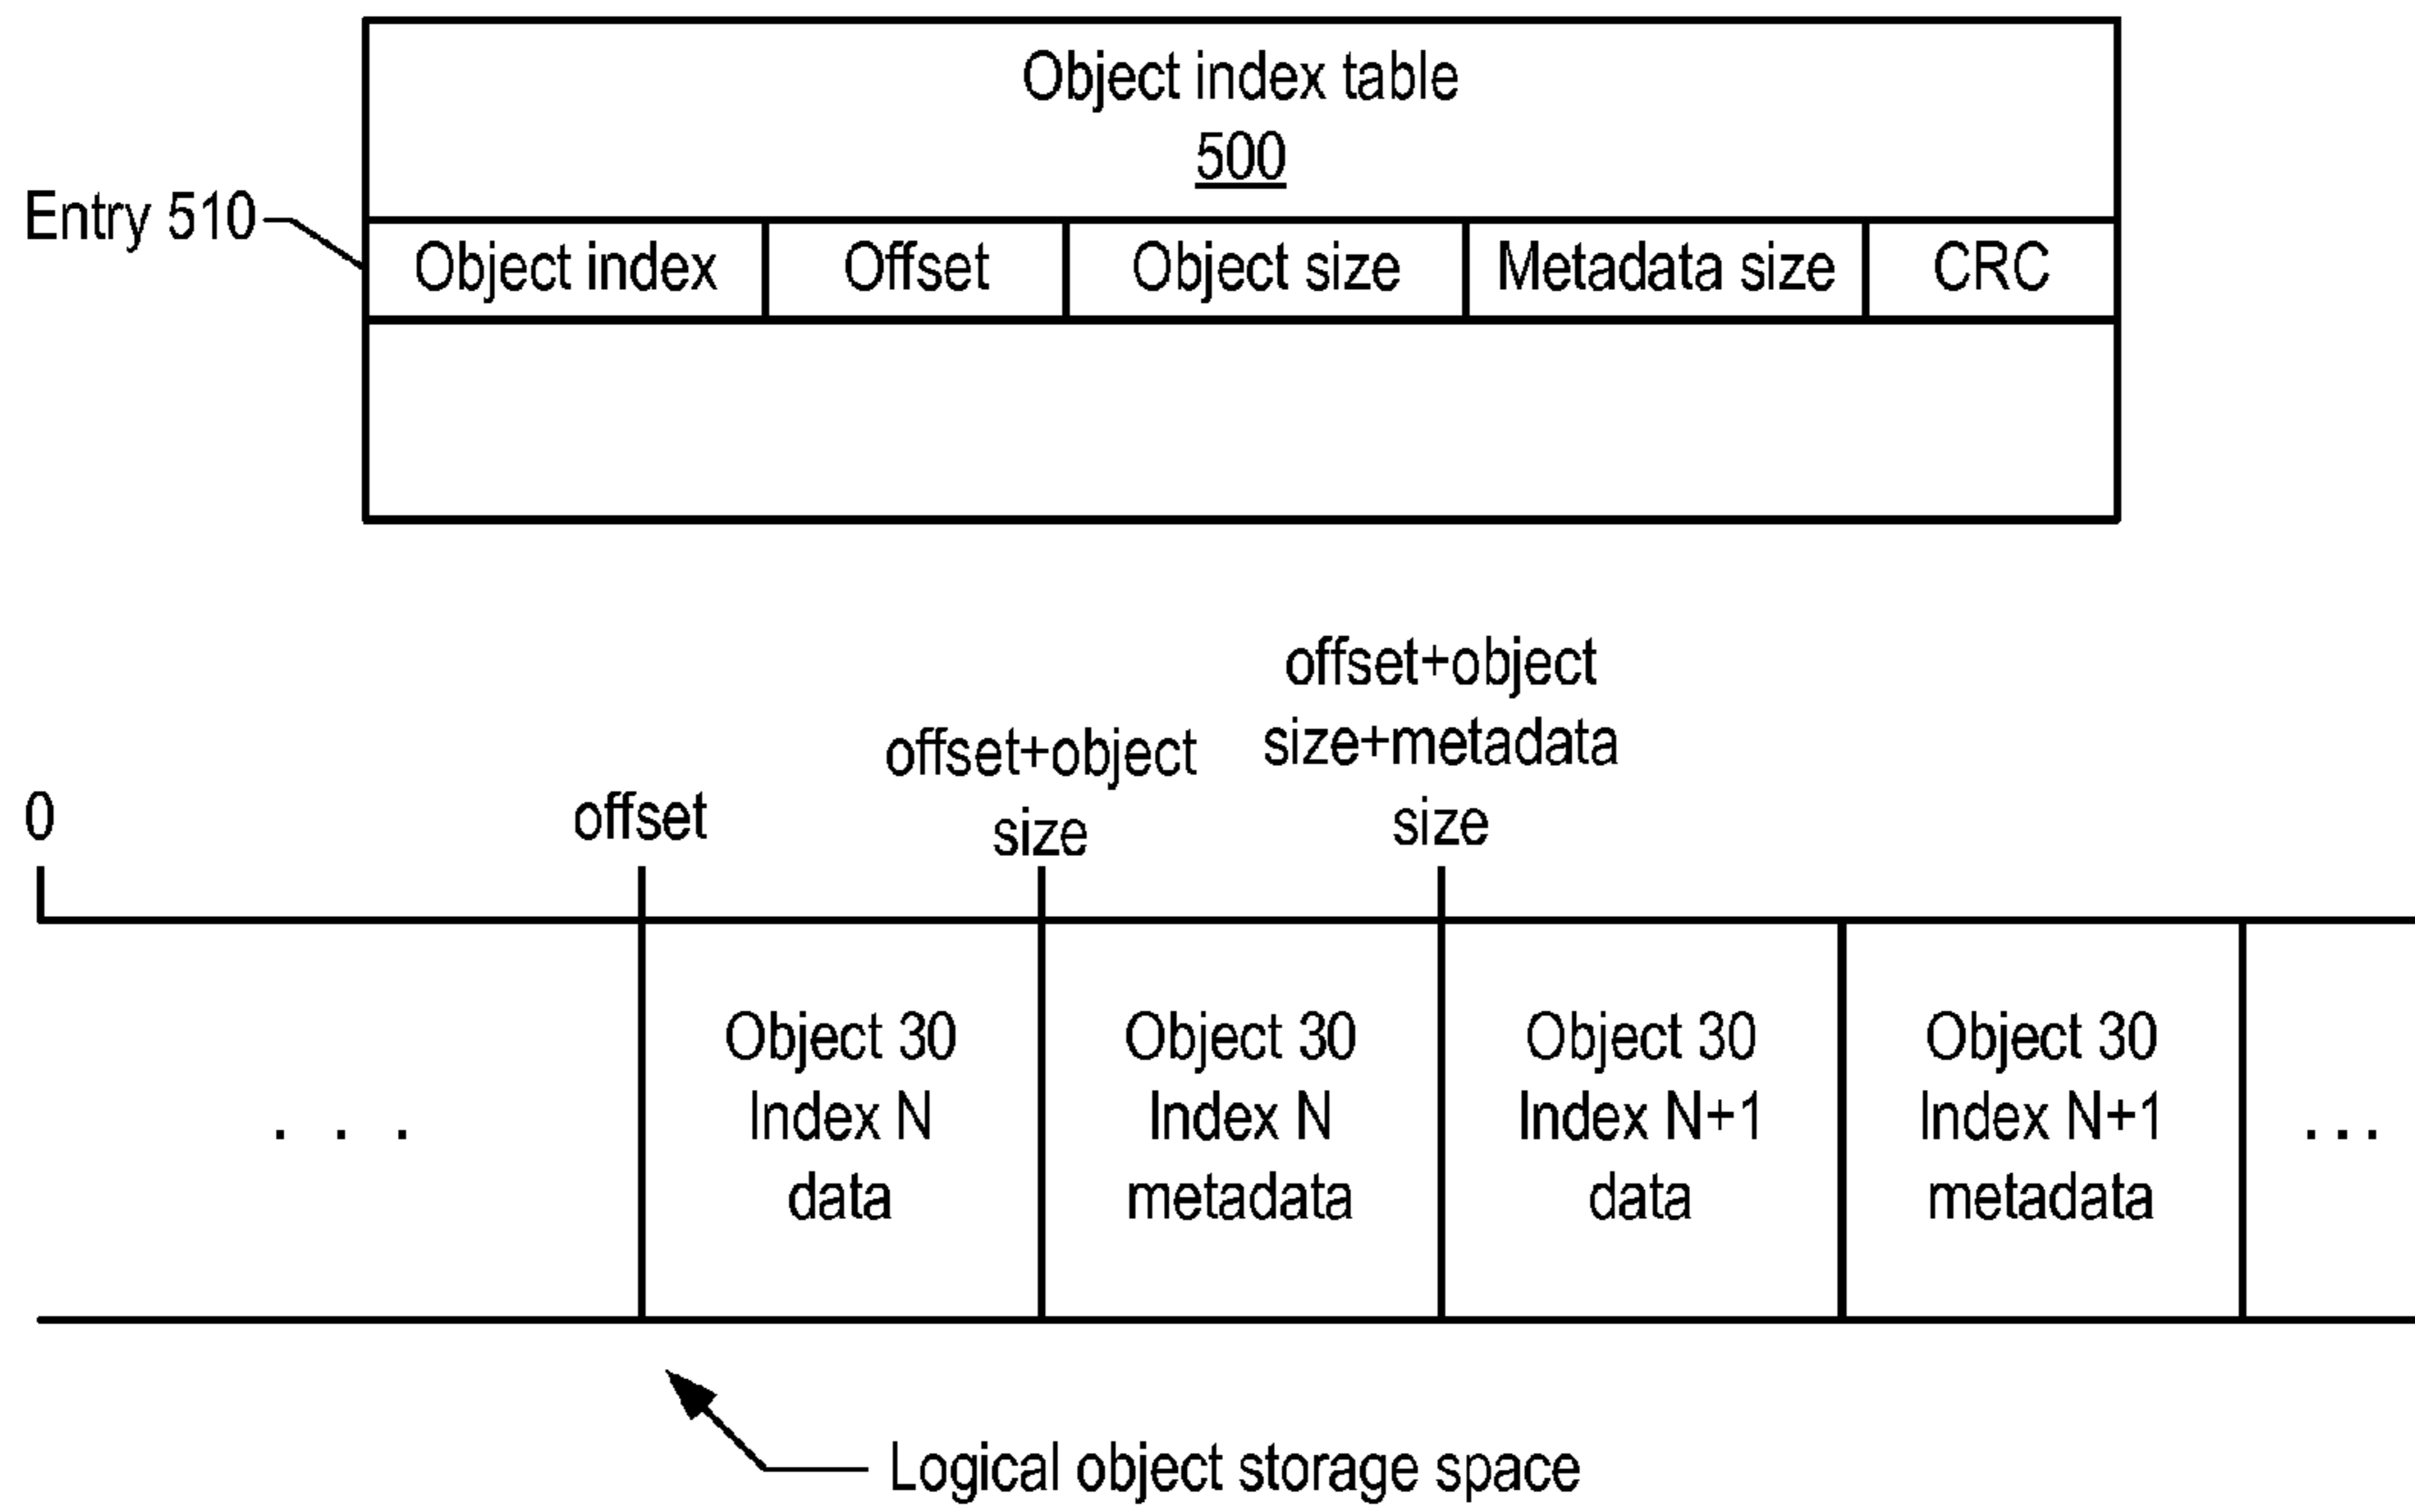 Object index table
500
Entry 510
Object index Offset Object size Metadata size CRC
offset+object
size+metadata
size
offset+object
size
offset
0
. . .
Object 30
Index N
data
Object 30
Index N
metadata
Object 30
Index N+1
data
Object 30
Index N+1
metadata
...
Logical object storage space